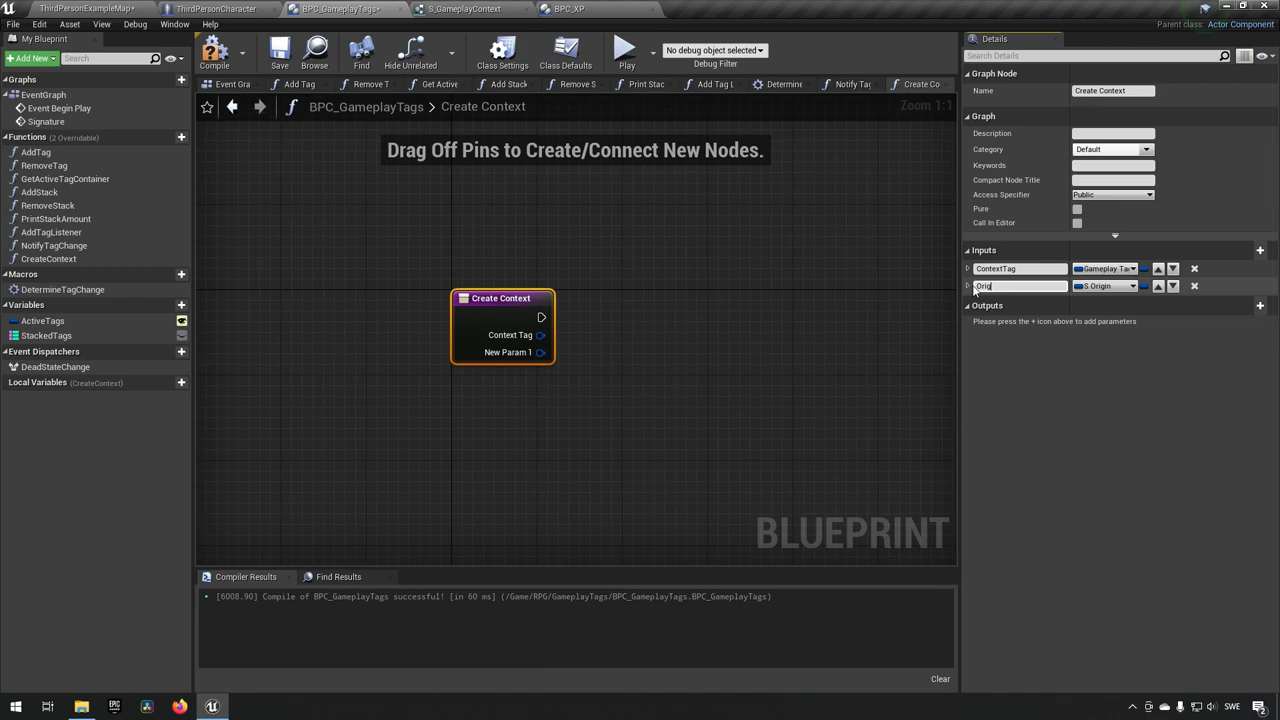 ThirdPersonExampleMap*
ThirdPersonCharacter
BPC_GameplayTags*
S_GameplayContext
BPC_XP
File Edit Asset View Debug Window Help
Parent class: Actor Component
My Blueprint
Add New
Search
Graphs
EventGraph
Event Begin Play
Signature
Functions (2 Overridable)
AddTag
RemoveTag
GetActiveTagContainer
AddStack
RemoveStack
PrintStackAmount
AddTagListener
NotifyTagChange
CreateContext
Macros
DetermineTagChange
Variables
ActiveTags
StackedTags
Event Dispatchers
DeadStateChange
Local Variables (CreateContext)
Compile
Save
Browse
Find
Hide Unrelated
Class Settings
Class Defaults
Play
No debug object selected
Debug Filter
Event Gra
Add Tag
Remove T
Get Active
Add Stack
Remove S
Print Stac
Add Tag L
Determine
Notify Tag
Create Co
BPC_GameplayTags > Create Context
Zoom 1:1
Drag Off Pins to Create/Connect New Nodes.
Create Context
Context Tag
New Param 1
BLUEPRINT
Compiler Results
Find Results
[6008.90] Compile of BPC_GameplayTags successful! [in 60 ms] (/Game/RPG/GameplayTags/BPC_GameplayTags.BPC_GameplayTags)
Clear
Details
Search Details
Graph Node
Name Create Context
Graph
Description
Category Default
Keywords
Compact Node Title
Access Specifier Public
Pure
Call In Editor
Inputs
ContextTag Gameplay Tag
Orig S Origin
Outputs
Please press the + icon above to add parameters
SWE